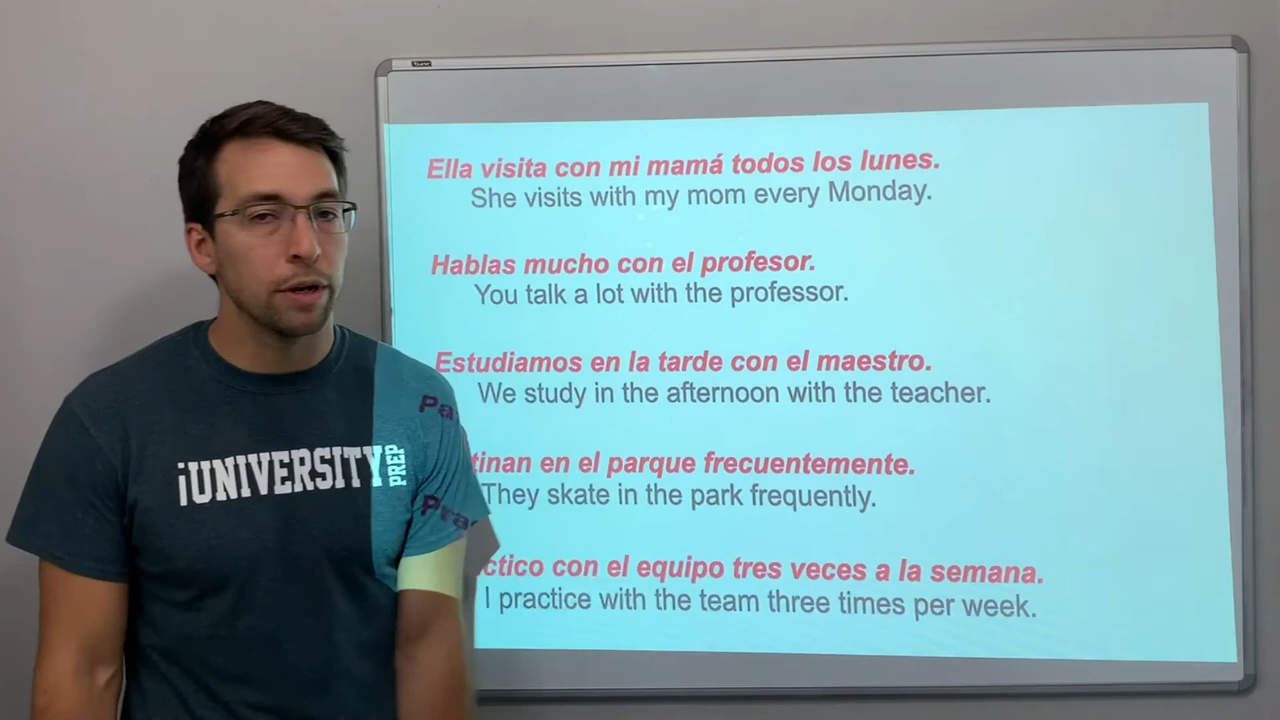 Ella visita con mi mamá todos los lunes.
She visits with my mom every Monday.
Hablas mucho con el profesor.
You talk a lot with the professor.
Estudiamos en la tarde con el maestro.
We study in the afternoon with the teacher.
Patinan en el parque frecuentemente.
They skate in the park frequently.
Practico con el equipo tres veces a la semana.
I practice with the team three times per week.
iUNIVERSITY PREP